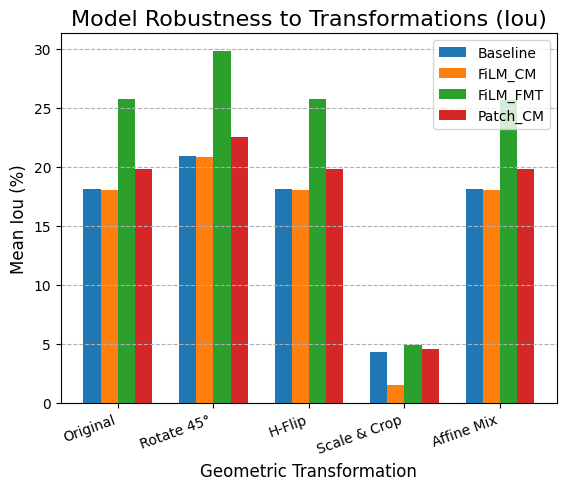 Model Robustness to Transformations (Iou)
Mean Iou (%)
30
25
20
15
10
5
0
Baseline
FiLM_CM
FiLM_FMT
Patch_CM
Original
Rotate 45°
H-Flip
Scale & Crop
Affine Mix
Geometric Transformation